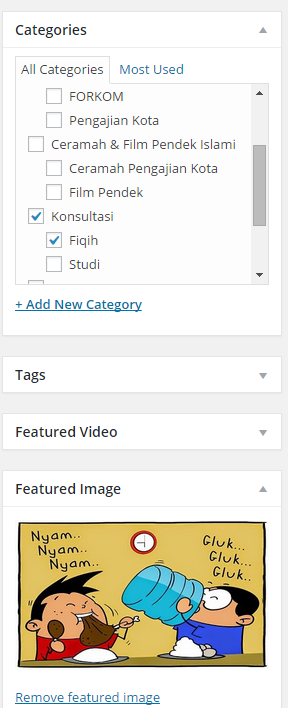 Categories
All Categories Most Used
FORKOM
Pengajian Kota
Ceramah & Film Pendek Islami
Ceramah Pengajian Kota
Film Pendek
Konsultasi
Fiqih
Studi
+ Add New Category
Tags
Featured Video
Featured Image
Nyam..
Nyam..
Nyam..
Gluk...
Gluk...
Gluk..
Remove featured image